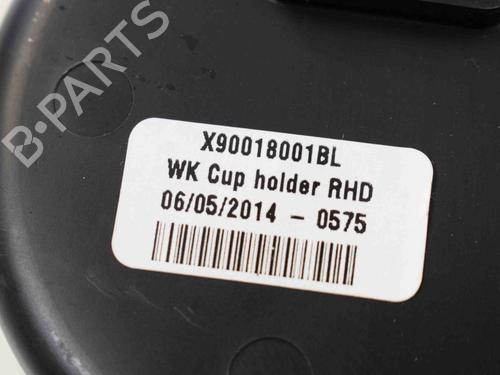 B-PARTS
X90018001BL
WK Cup holder RHD
06/05/2014 - 0575